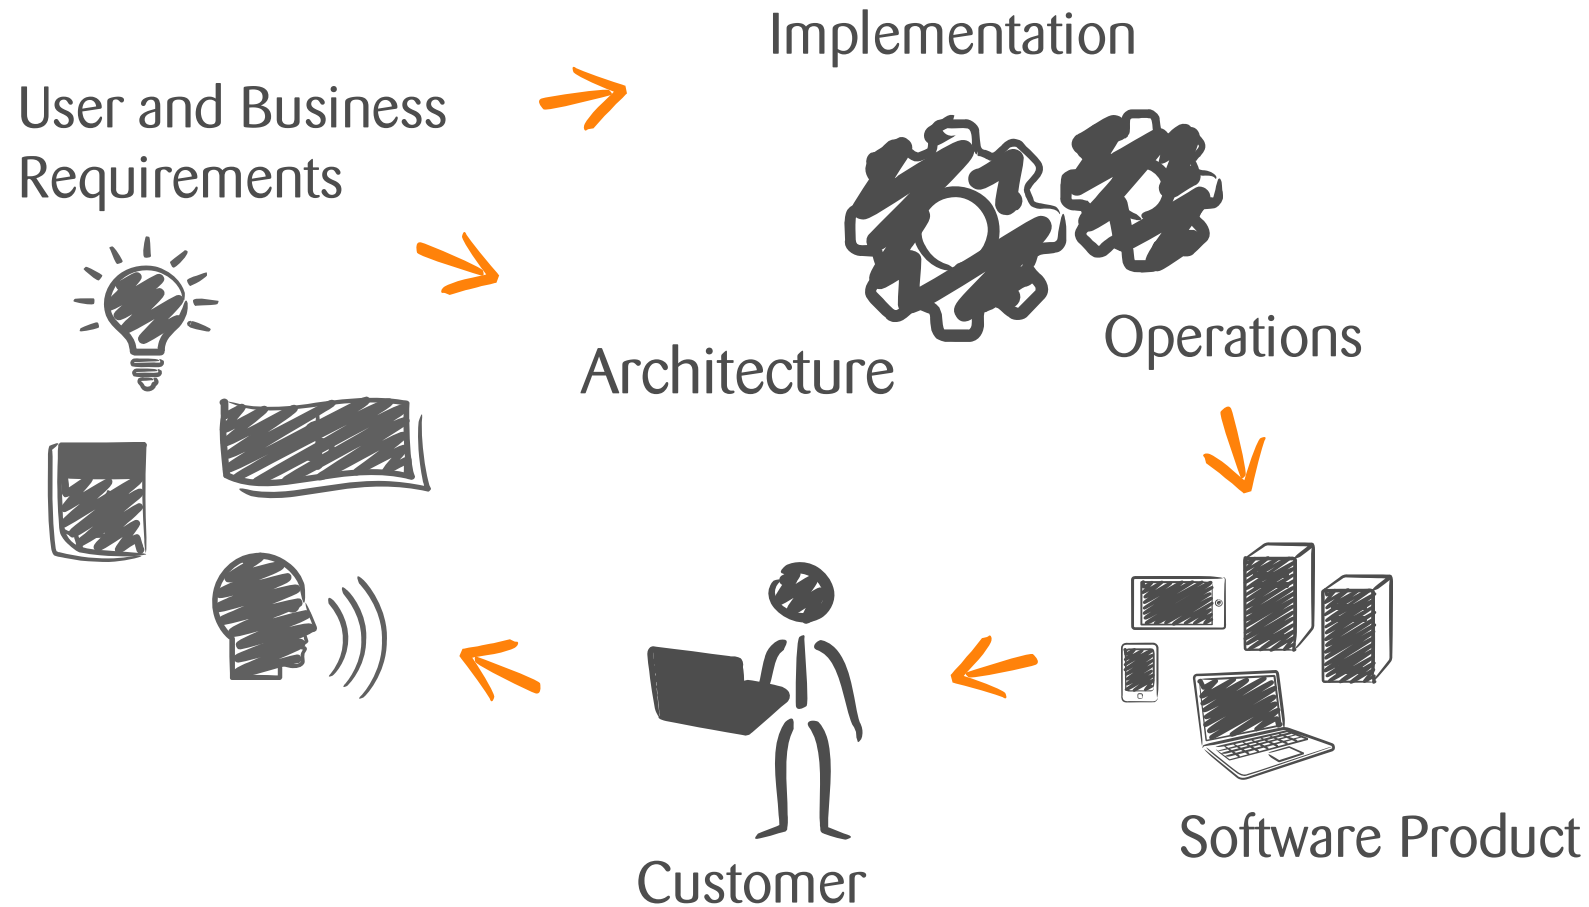 Implementation
User and Business
Requirements
Operations
Architecture
Software Product
Customer